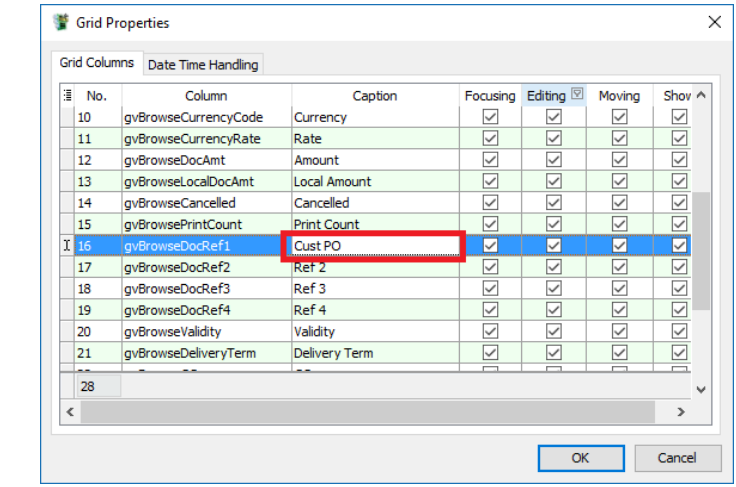 Grid Properties
Grid Columns Date Time Handling
No. Column Caption Focusing Editing Moving Show
10 gvBrowseCurrencyCode Currency
11 gvBrowseCurrencyRate Rate
12 gvBrowseDocAmt Amount
13 gvBrowseLocalDocAmt Local Amount
14 gvBrowseCancelled Cancelled
15 gvBrowsePrintCount Print Count
16 gvBrowseDocRef1 Cust PO
17 gvBrowseDocRef2 Ref 2
18 gvBrowseDocRef3 Ref 3
19 gvBrowseDocRef4 Ref 4
20 gvBrowseValidity Validity
21 gvBrowseDeliveryTerm Delivery Term
28
OK Cancel